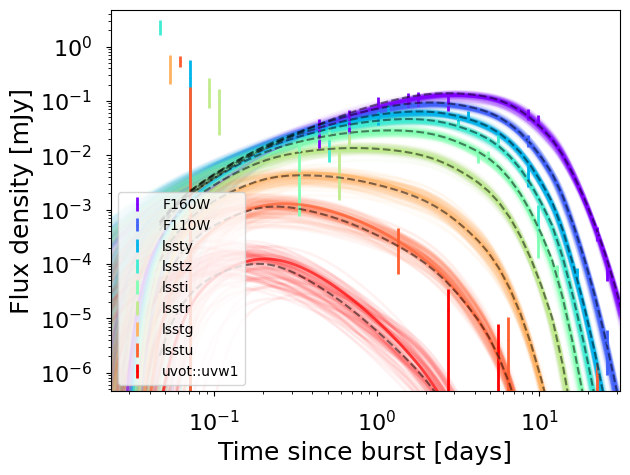 Flux density [mJy]
10⁰
10⁻¹
10⁻²
10⁻³
10⁻⁴
10⁻⁵
10⁻⁶
F160W
F110W
lssty
lsstz
lssti
lsstr
lsstg
lsstu
uvot::uvw1
10⁻¹ 10⁰ 10¹
Time since burst [days]